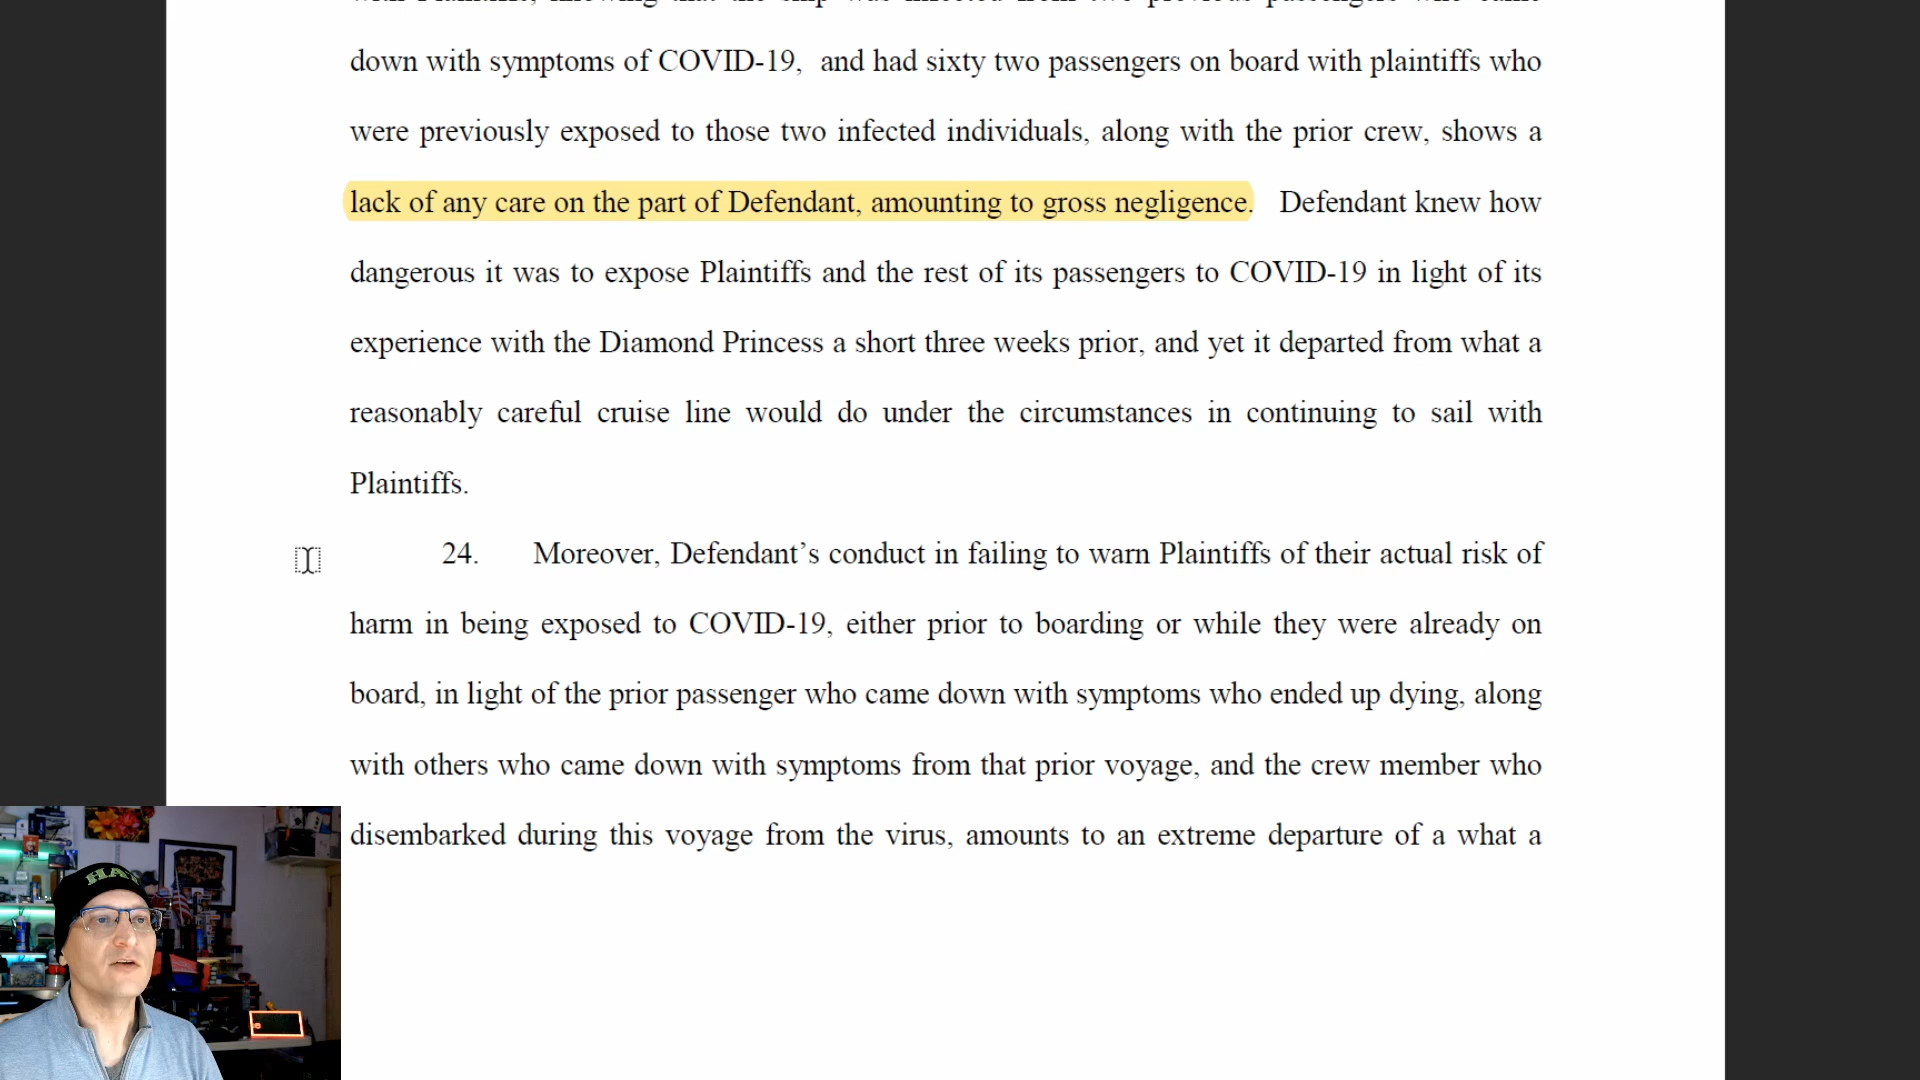 down with symptoms of COVID-19,  and had sixty two passengers on board with plaintiffs who
were previously exposed to those two infected individuals, along with the prior crew, shows a
lack of any care on the part of Defendant, amounting to gross negligence.   Defendant knew how
dangerous it was to expose Plaintiffs and the rest of its passengers to COVID-19 in light of its
experience with the Diamond Princess a short three weeks prior, and yet it departed from what a
reasonably careful cruise line would do under the circumstances in continuing to sail with
Plaintiffs.
24.      Moreover, Defendant’s conduct in failing to warn Plaintiffs of their actual risk of
harm in being exposed to COVID-19, either prior to boarding or while they were already on
board, in light of the prior passenger who came down with symptoms who ended up dying, along
with others who came down with symptoms from that prior voyage, and the crew member who
disembarked during this voyage from the virus, amounts to an extreme departure of a what a